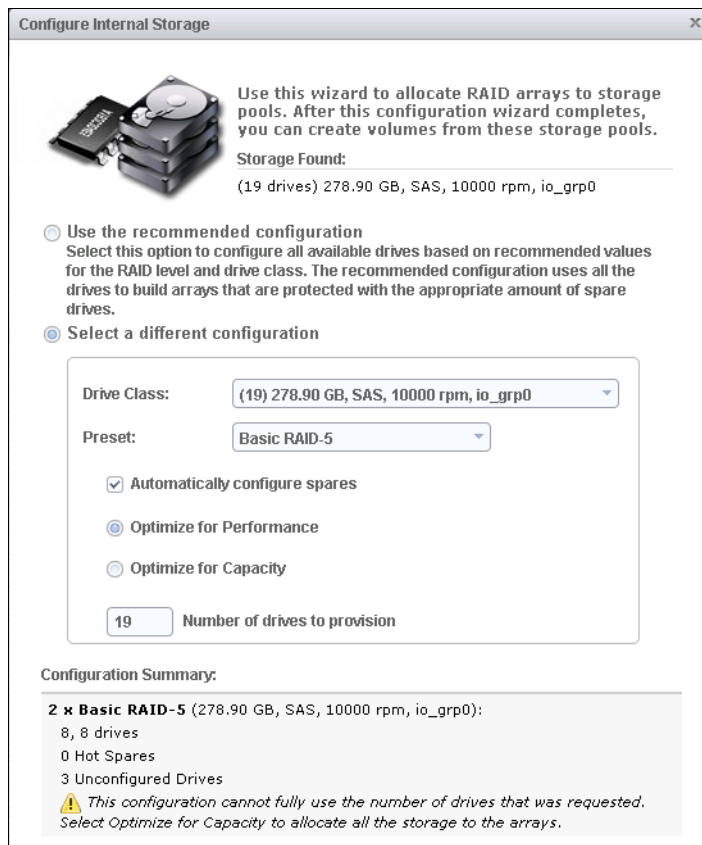 Configure Internal Storage
x
Use this wizard to allocate RAID arrays to storage
pools. After this configuration wizard completes,
you can create volumes from these storage pools.
Storage Found:
(19 drives) 278.90 GB, SAS, 10000 rpm, io_grp0
Use the recommended configuration
Select this option to configure all available drives based on recommended values
for the RAID level and drive class. The recommended configuration uses all the
drives to build arrays that are protected with the appropriate amount of spare
drives.
Select a different configuration
Drive Class:
(19) 278.90 GB, SAS, 10000 rpm, io_grp0
Preset:
Basic RAID-5
Automatically configure spares
Optimize for Performance
Optimize for Capacity
19 Number of drives to provision
Configuration Summary:
2 x Basic RAID-5 (278.90 GB, SAS, 10000 rpm, io_grp0):
8, 8 drives
0 Hot Spares
3 Unconfigured Drives
This configuration cannot fully use the number of drives that was requested.
Select Optimize for Capacity to allocate all the storage to the arrays.